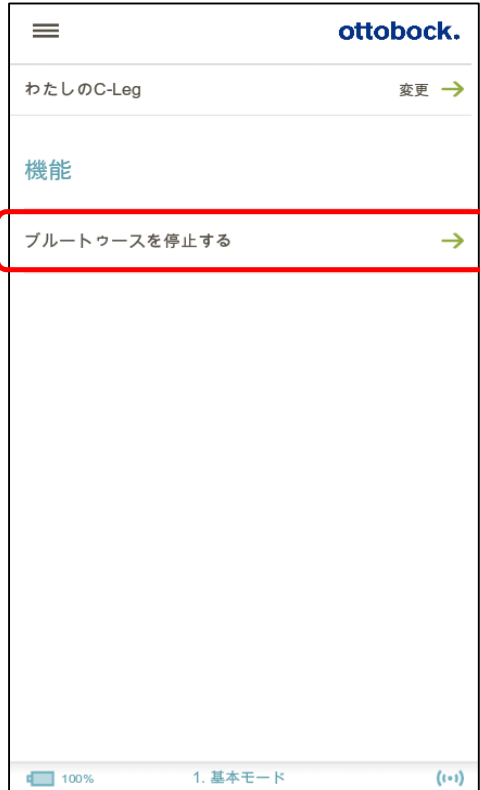 ottobock.
わたしのC-Leg 変更
機能
ブルートゥースを停止する
100% 1. 基本モード